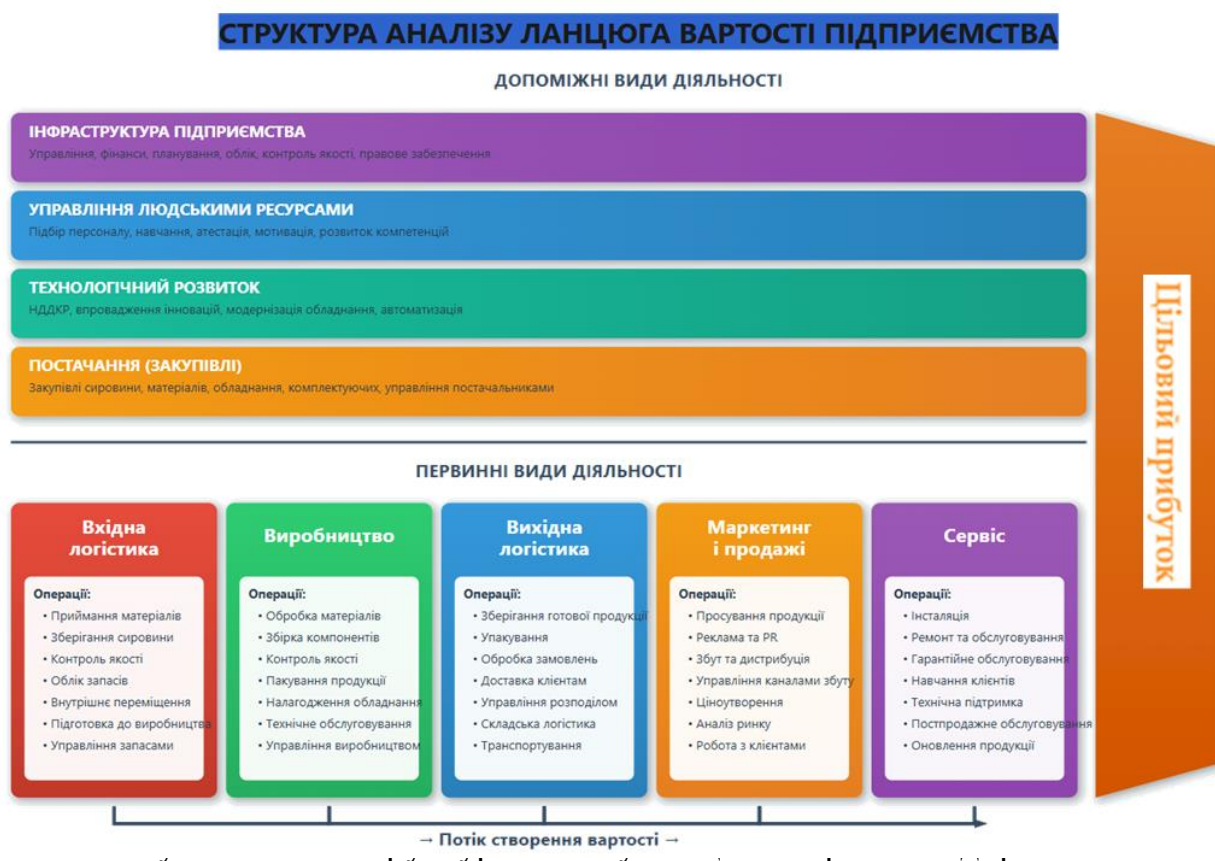 СТРУКТУРА АНАЛІЗУ ЛАНЦЮГА ВАРТОСТІ ПІДПРИЄМСТВА
ДОПОМІЖНІ ВИДИ ДІЯЛЬНОСТІ
ІНФРАСТРУКТУРА ПІДПРИЄМСТВА
Управління, фінанси, планування, облік, контроль якості, правове забезпечення
УПРАВЛІННЯ ЛЮДСЬКИМИ РЕСУРСАМИ
Підбір персоналу, навчання, атестація, мотивація, розвиток компетенцій
ТЕХНОЛОГІЧНИЙ РОЗВИТОК
НДДКР, впровадження інновацій, модернізація обладнання, автоматизація
ПОСТАЧАННЯ (ЗАКУПІВЛІ)
Закупівлі сировини, матеріалів, обладнання, комплектуючих, управління постачальниками
Цільовий прибуток
ПЕРВИННІ ВИДИ ДІЯЛЬНОСТІ
Вхідна
логістика
Операції:
• Приймання матеріалів
• Зберігання сировини
• Контроль якості
• Облік запасів
• Внутрішнє переміщення
• Підготовка до виробництва
• Управління запасами
Виробництво
Операції:
• Обробка матеріалів
• Збірка компонентів
• Контроль якості
• Пакування продукції
• Налагодження обладнання
• Технічне обслуговування
• Управління виробництвом
Вихідна
логістика
Операції:
• Зберігання готової продукції
• Упакування
• Обробка замовлень
• Доставка клієнтам
• Управління розподілом
• Складська логістика
• Транспортування
Маркетинг
і продажі
Операції:
• Просування продукції
• Реклама та PR
• Збут та дистрибуція
• Управління каналами збуту
• Ціноутворення
• Аналіз ринку
• Робота з клієнтами
Сервіс
Операції:
• Інсталяція
• Ремонт та обслуговування
• Гарантійне обслуговування
• Навчання клієнтів
• Технічна підтримка
• Постпродажне обслуговування
• Оновлення продукції
→ Потік створення вартості →